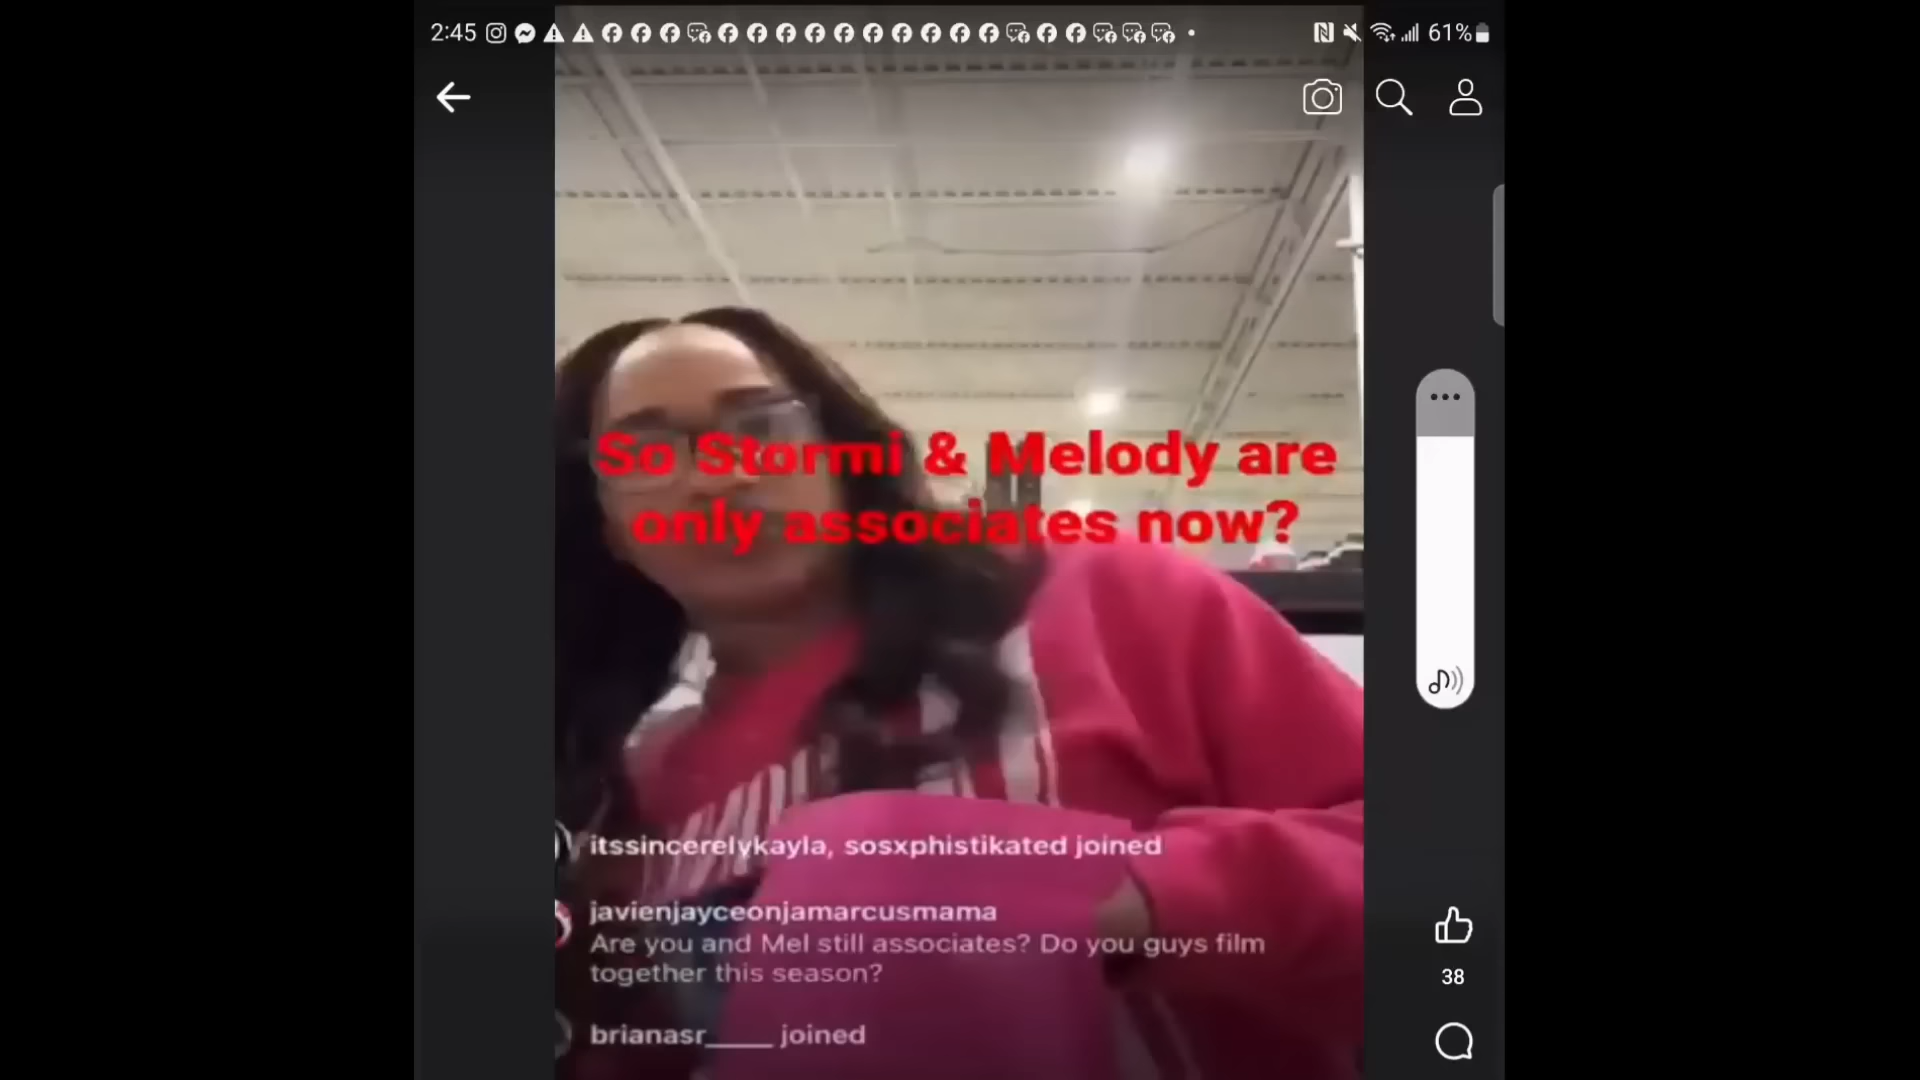 2:45
61%
So Stormi & Melody are
only associates now?
itssincerelykayla, sosxphistikated joined
javienjayceonjamarcusmama
Are you and Mel still associates? Do you guys film
together this season?
38
brianasr_____ joined